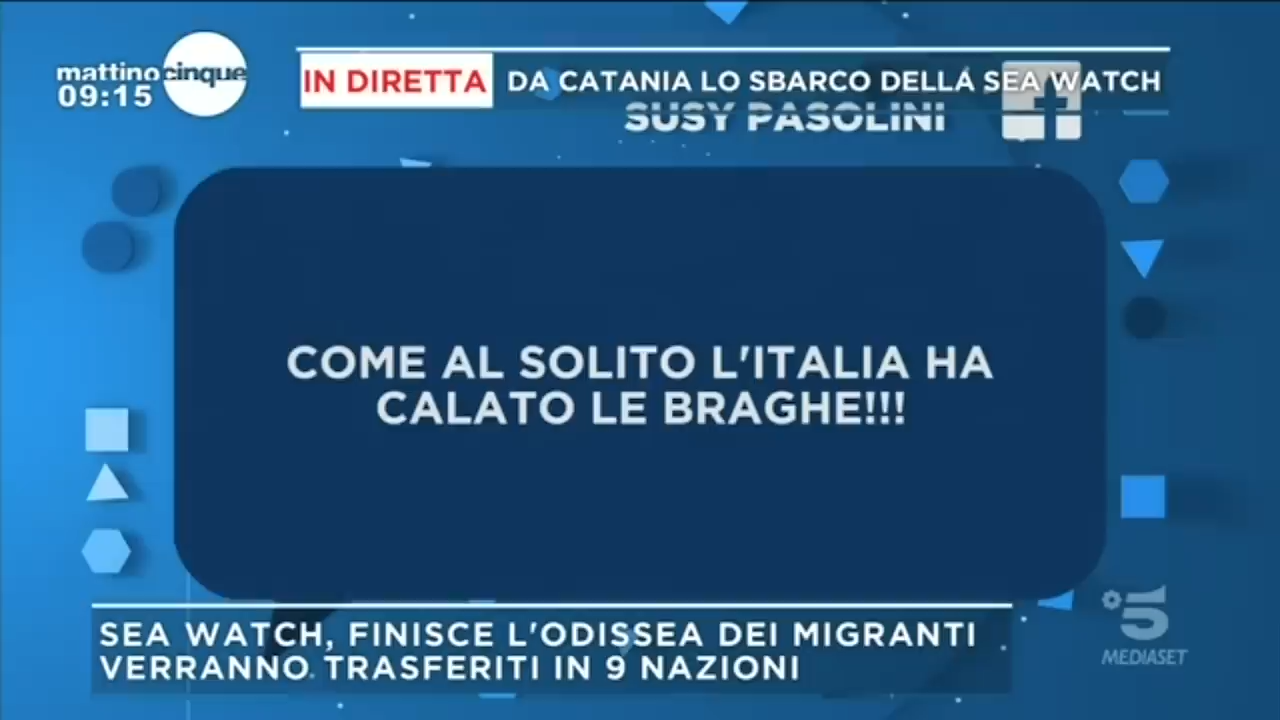 mattino cinque
09:15
IN DIRETTA DA CATANIA LO SBARCO DELLA SEA WATCH
SUSY PASOLINI
COME AL SOLITO L'ITALIA HA
CALATO LE BRAGHE!!!
SEA WATCH, FINISCE L'ODISSEA DEI MIGRANTI
VERRANNO TRASFERITI IN 9 NAZIONI
5
MEDIASET